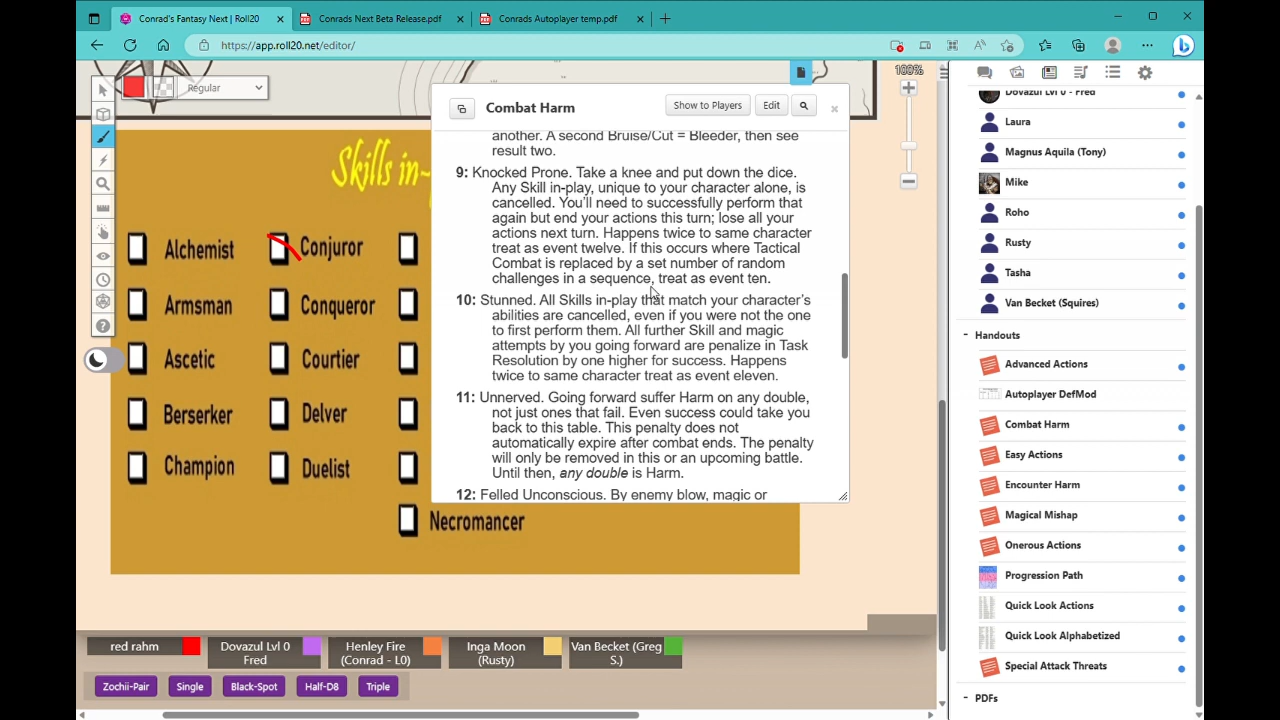 Conrad's Fantasy Next | Roll20
Conrads Next Beta Release.pdf
Conrads Autoplayer temp.pdf
https://app.roll20.net/editor/
Regular
100%
Skills in-
Alchemist
Conjuror
Armsman
Conqueror
Ascetic
Courtier
Berserker
Delver
Champion
Duelist
Necromancer
Combat Harm
Show to Players
Edit
another. A second Bruise/Cut = Bleeder, then see
result two.
9: Knocked Prone. Take a knee and put down the dice.
Any Skill in-play, unique to your character alone, is
cancelled. You'll need to successfully perform that
again but end your actions this turn; lose all your
actions next turn. Happens twice to same character
treat as event twelve. If this occurs where Tactical
Combat is replaced by a set number of random
challenges in a sequence, treat as event ten.
10: Stunned. All Skills in-play that match your character's
abilities are cancelled, even if you were not the one
to first perform them. All further Skill and magic
attempts by you going forward are penalize in Task
Resolution by one higher for success. Happens
twice to same character treat as event eleven.
11: Unnerved. Going forward suffer Harm on any double,
not just ones that fail. Even success could take you
back to this table. This penalty does not
automatically expire after combat ends. The penalty
will only be removed in this or an upcoming battle.
Until then, any double is Harm.
12: Felled Unconscious. By enemy blow, magic or
Dovazul Lvl 0 - Fred
Laura
Magnus Aquila (Tony)
Mike
Roho
Rusty
Tasha
Van Becket (Squires)
Handouts
Advanced Actions
Autoplayer DefMod
Combat Harm
Easy Actions
Encounter Harm
Magical Mishap
Onerous Actions
Progression Path
Quick Look Actions
Quick Look Alphabetized
Special Attack Threats
PDFs
red rahm
Dovazul Lvl 0
Fred
Henley Fire
(Conrad - L0)
Inga Moon
(Rusty)
Van Becket (Greg
S.)
Zochii-Pair
Single
Black-Spot
Half-D8
Triple